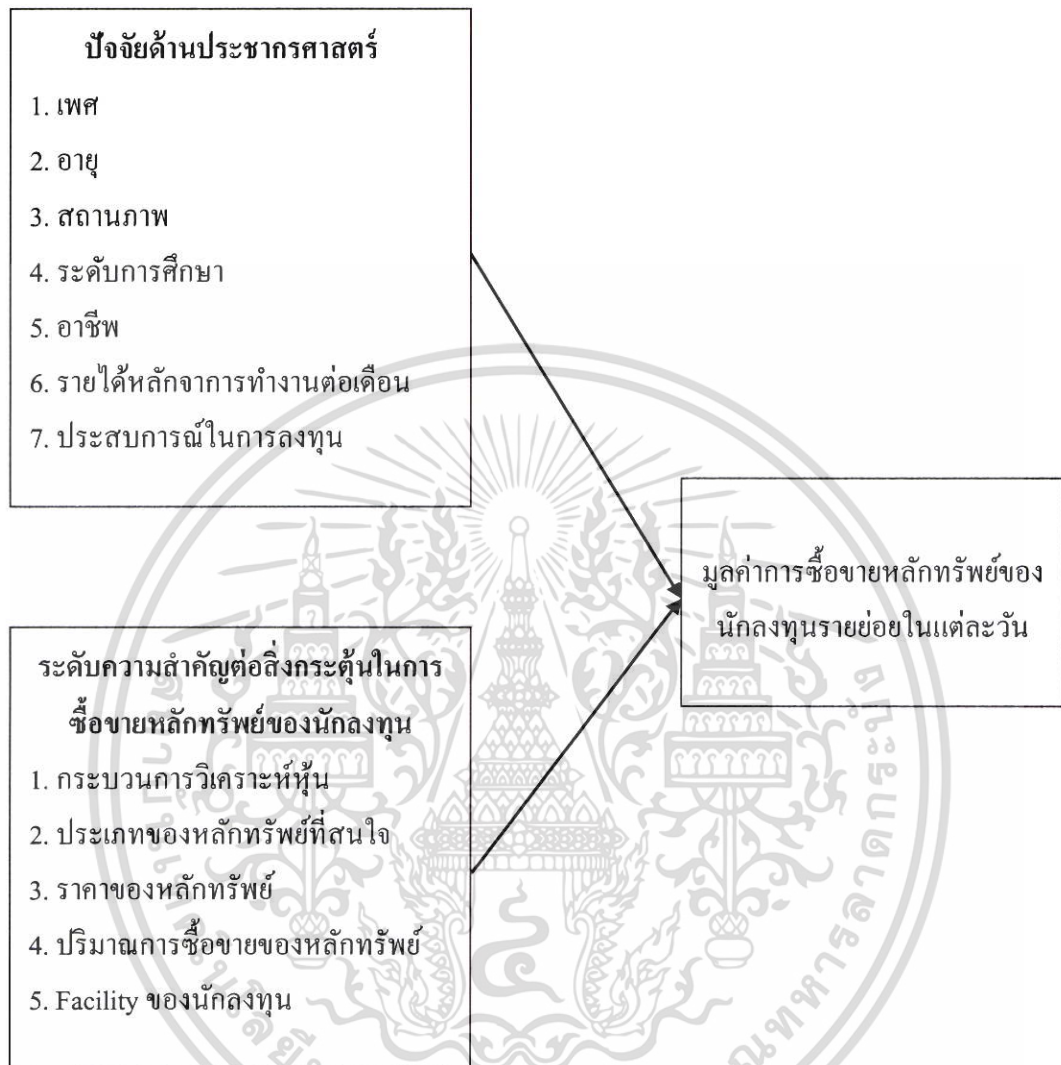 ปัจจัยด้านประชากรศาสตร์
1. เพศ
2. อายุ
3. สถานภาพ
4. ระดับการศึกษา
5. อาชีพ
6. รายได้หลักจาการทำงานต่อเดือน
7. ประสบการณ์ในการลงทุน
ระดับความสำคัญต่อสิ่งกระตุ้นในการ
ซื้อขายหลักทรัพย์ของนักลงทุน
1. กระบวนการวิเคราะห์หุ้น
2. ประเภทของหลักทรัพย์ที่สนใจ
3. ราคาของหลักทรัพย์
4. ปริมาณการซื้อขายของหลักทรัพย์
5. Facility ของนักลงทุน
มูลค่าการซื้อขายหลักทรัพย์ของ
นักลงทุนรายย่อยในแต่ละวัน